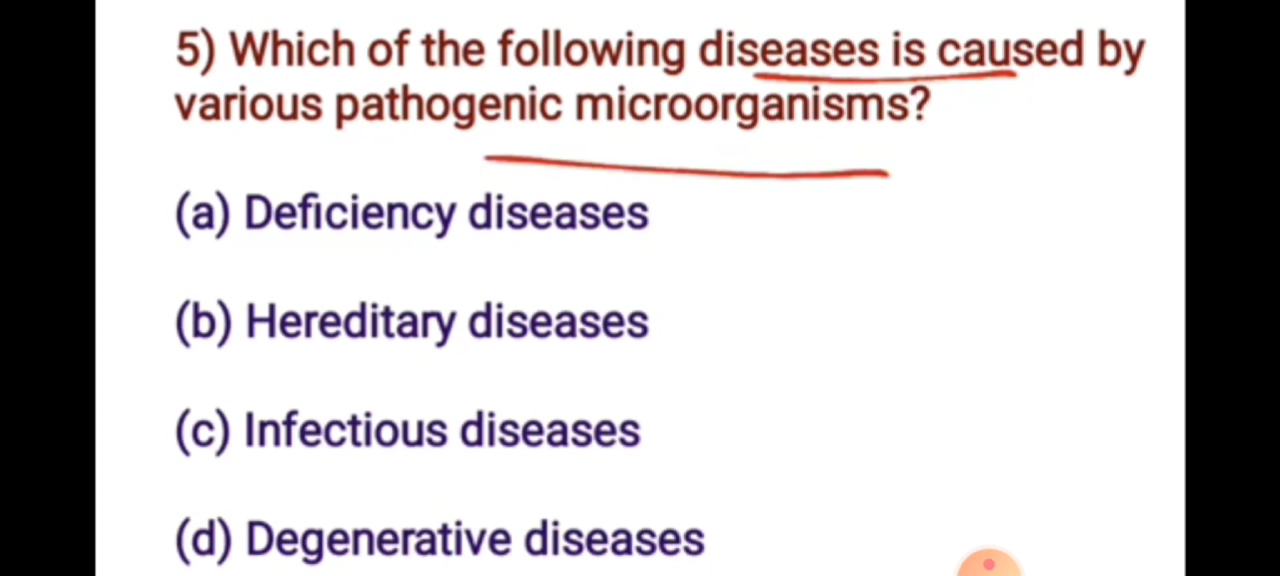 5) Which of the following diseases is caused by
various pathogenic microorganisms?
(a) Deficiency diseases
(b) Hereditary diseases
(c) Infectious diseases
(d) Degenerative diseases